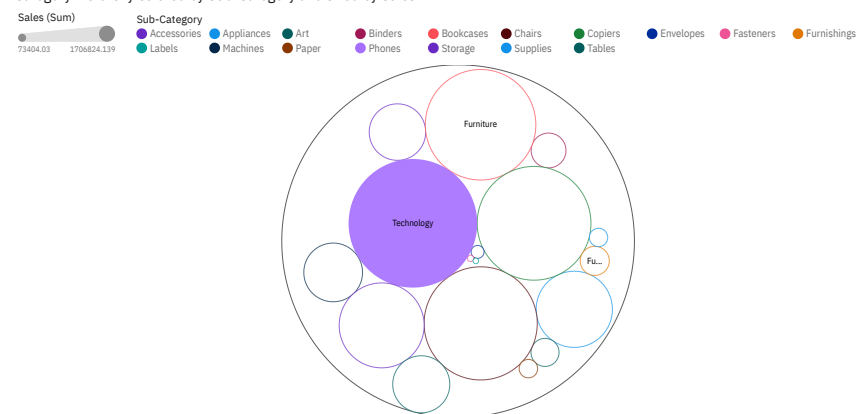 Sales (Sum)
73404.03 1706824.139
Sub-Category
Accessories Appliances Art Binders Bookcases Chairs Copiers Envelopes Fasteners Furnishings
Labels Machines Paper Phones Storage Supplies Tables
Furniture
Technology
Fu...